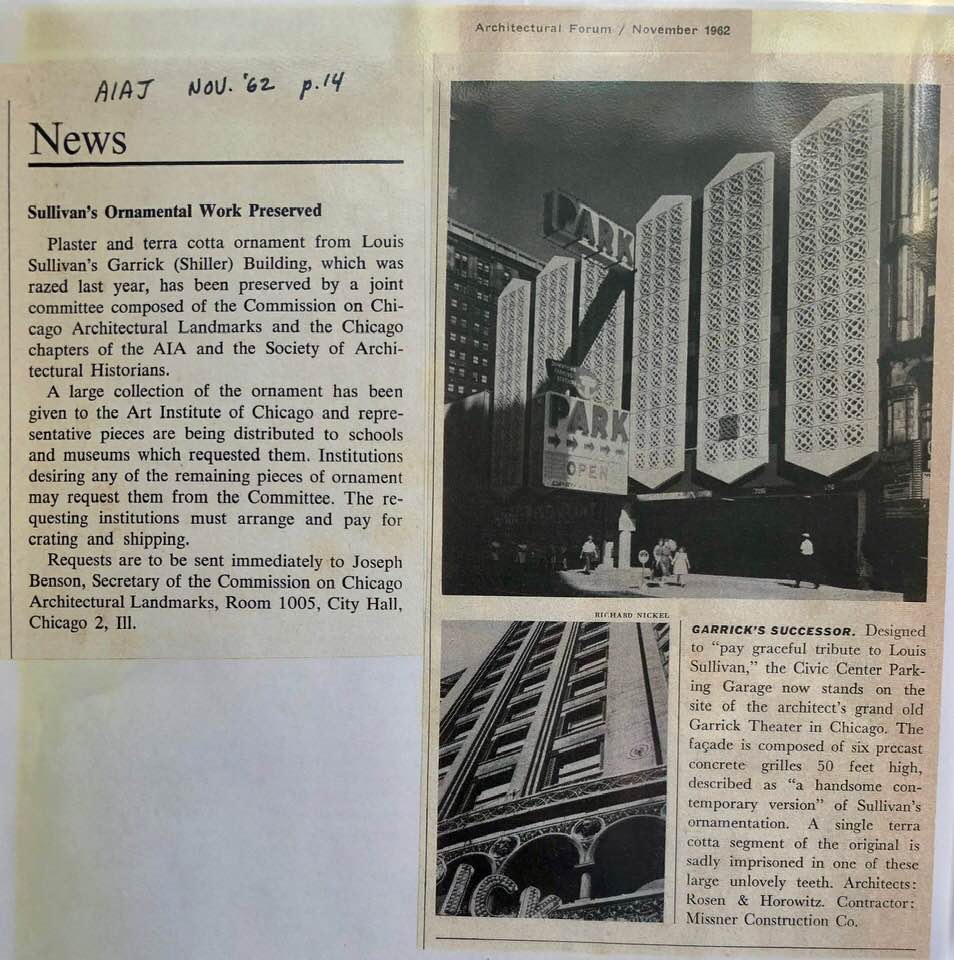 Architectural Forum / November 1962
AIAJ NOV. '62 p.14
News
Sullivan's Ornamental Work Preserved
Plaster and terra cotta ornament from Louis
Sullivan's Garrick (Shiller) Building, which was
razed last year, has been preserved by a joint
committee composed of the Commission on Chi-
cago Architectural Landmarks and the Chicago
chapters of the AIA and the Society of Archi-
tectural Historians.
A large collection of the ornament has been
given to the Art Institute of Chicago and repre-
sentative pieces are being distributed to schools
and museums which requested them. Institutions
desiring any of the remaining pieces of ornament
may request them from the Committee. The re-
questing institutions must arrange and pay for
crating and shipping.
Requests are to be sent immediately to Joseph
Benson, Secretary of the Commission on Chicago
Architectural Landmarks, Room 1005, City Hall,
Chicago 2, Ill.
PARK
PARK
OPEN
RICHARD NICKEL
GARRICK'S SUCCESSOR. Designed
to "pay graceful tribute to Louis
Sullivan," the Civic Center Park-
ing Garage now stands on the
site of the architect's grand old
Garrick Theater in Chicago. The
façade is composed of six precast
concrete grilles 50 feet high,
described as "a handsome con-
temporary version" of Sullivan's
ornamentation. A single terra
cotta segment of the original is
sadly imprisoned in one of these
large unlovely teeth. Architects:
Rosen & Horowitz. Contractor:
Missner Construction Co.